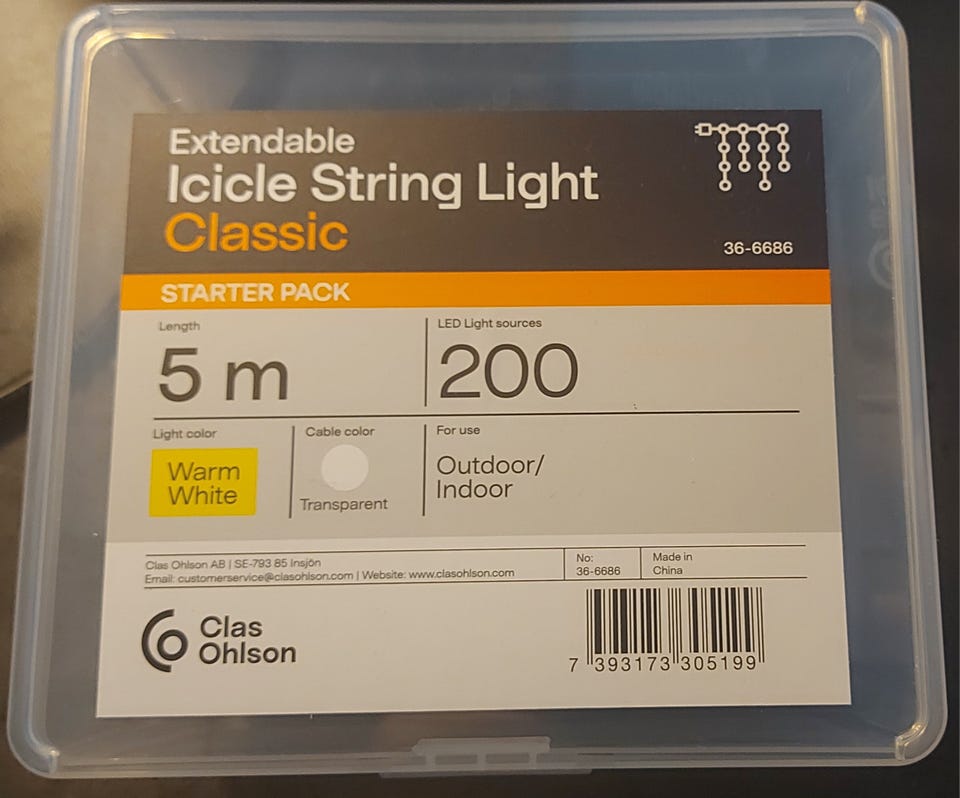 Extendable
Icicle String Light
Classic
36-6686
STARTER PACK
Length
5 m
LED Light sources
200
Light color
Warm
White
Cable color
Transparent
For use
Outdoor/
Indoor
Clas Ohlson AB | SE-793 85 Insjön
Email: customerservice@clasohlson.com | Website: www.clasohlson.com
No:
36-6686
Made in
China
Clas
Ohlson
7 393173 305199